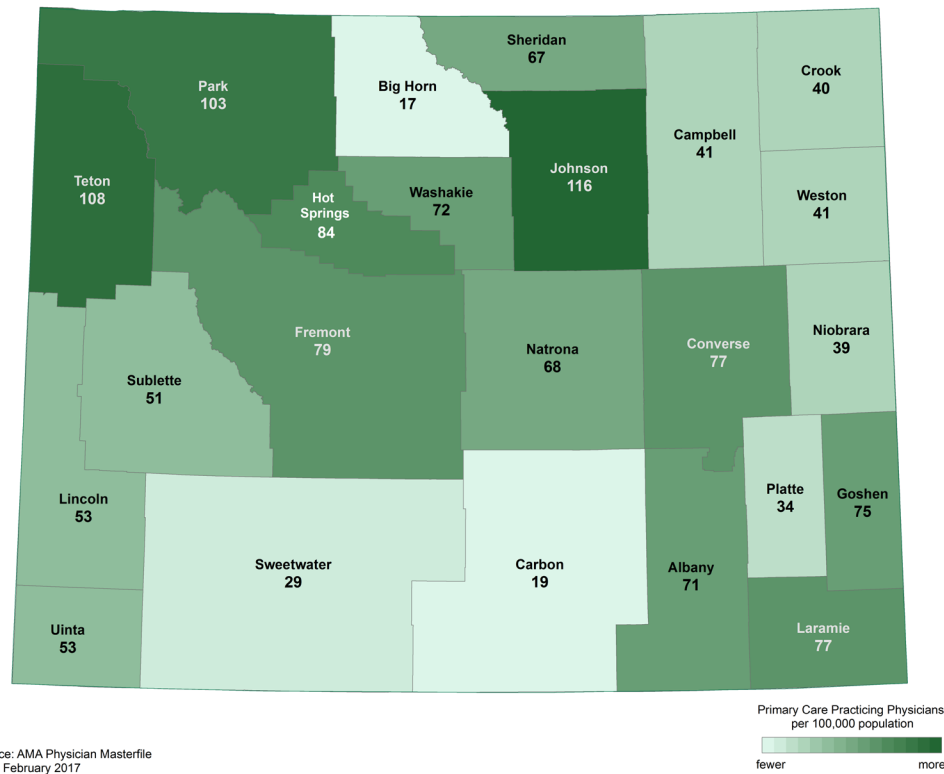 Sheridan
67
Park
103
Big Horn
17
Crook
40
Campbell
41
Johnson
116
Teton
108
Washakie
72
Hot
Springs
84
Weston
41
Fremont
79
Natrona
68
Converse
77
Niobrara
39
Sublette
51
Lincoln
53
Platte
34
Goshen
75
Sweetwater
29
Carbon
19
Albany
71
Uinta
53
Laramie
77
Primary Care Practicing Physicians
per 100,000 population
fewer
more
ce: AMA Physician Masterfile
February 2017